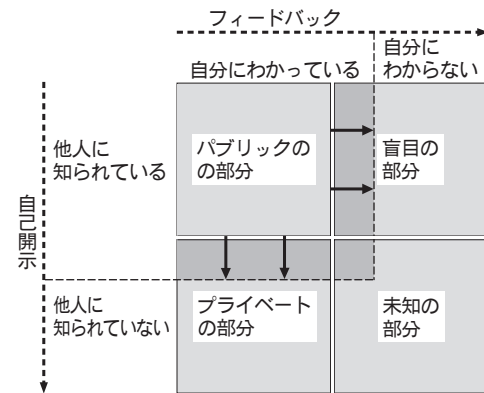 フィードバック
自分にわかっている
自分に
わからない
他人に
知られている
パブリックの
の部分
盲目の
部分
自己開示
他人に
知られていない
プライベート
の部分
未知の
部分